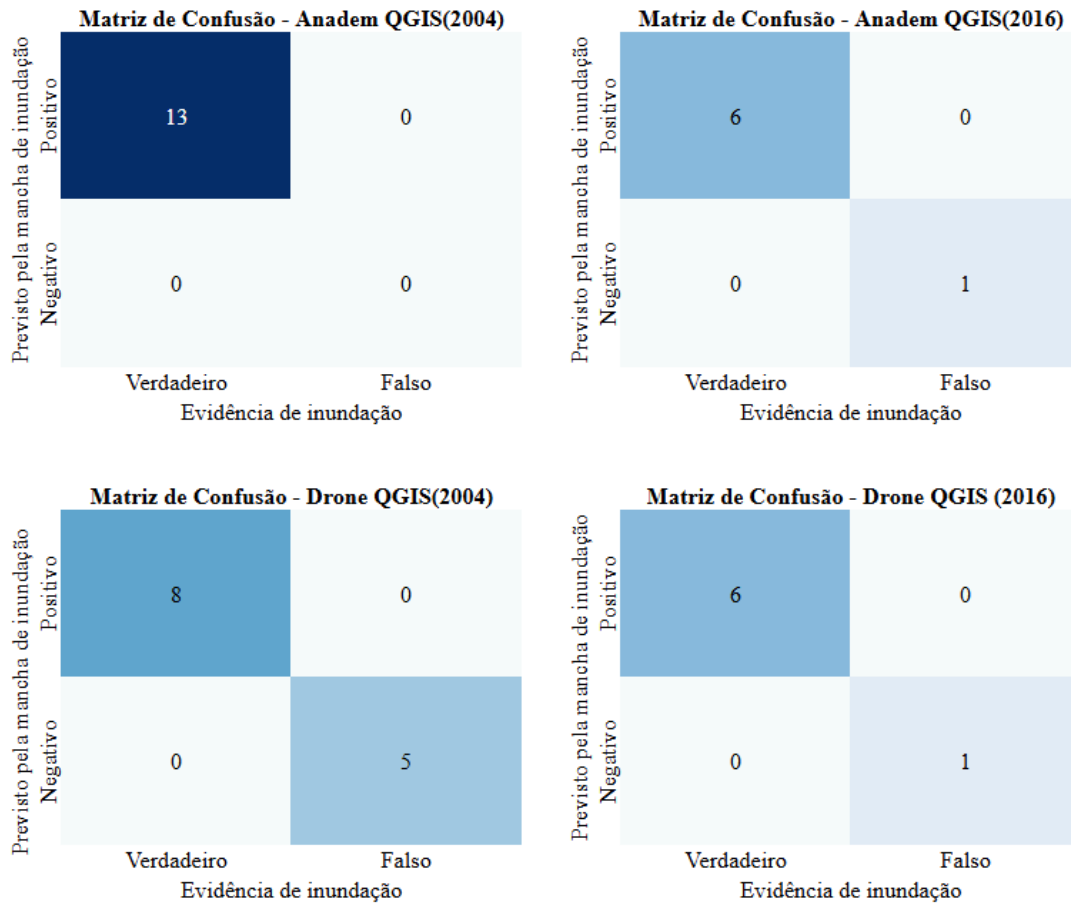 Matriz de Confusão - Anadem QGIS(2004)
Previsto pela mancha de inundação
Positivo
Negativo
13
0
0
0
Verdadeiro
Falso
Evidência de inundação
Matriz de Confusão - Anadem QGIS(2016)
Previsto pela mancha de inundação
Positivo
Negativo
6
0
0
1
Verdadeiro
Falso
Evidência de inundação
Matriz de Confusão - Drone QGIS(2004)
Previsto pela mancha de inundação
Positivo
Negativo
8
0
0
5
Verdadeiro
Falso
Evidência de inundação
Matriz de Confusão - Drone QGIS (2016)
Previsto pela mancha de inundação
Positivo
Negativo
6
0
0
1
Verdadeiro
Falso
Evidência de inundação